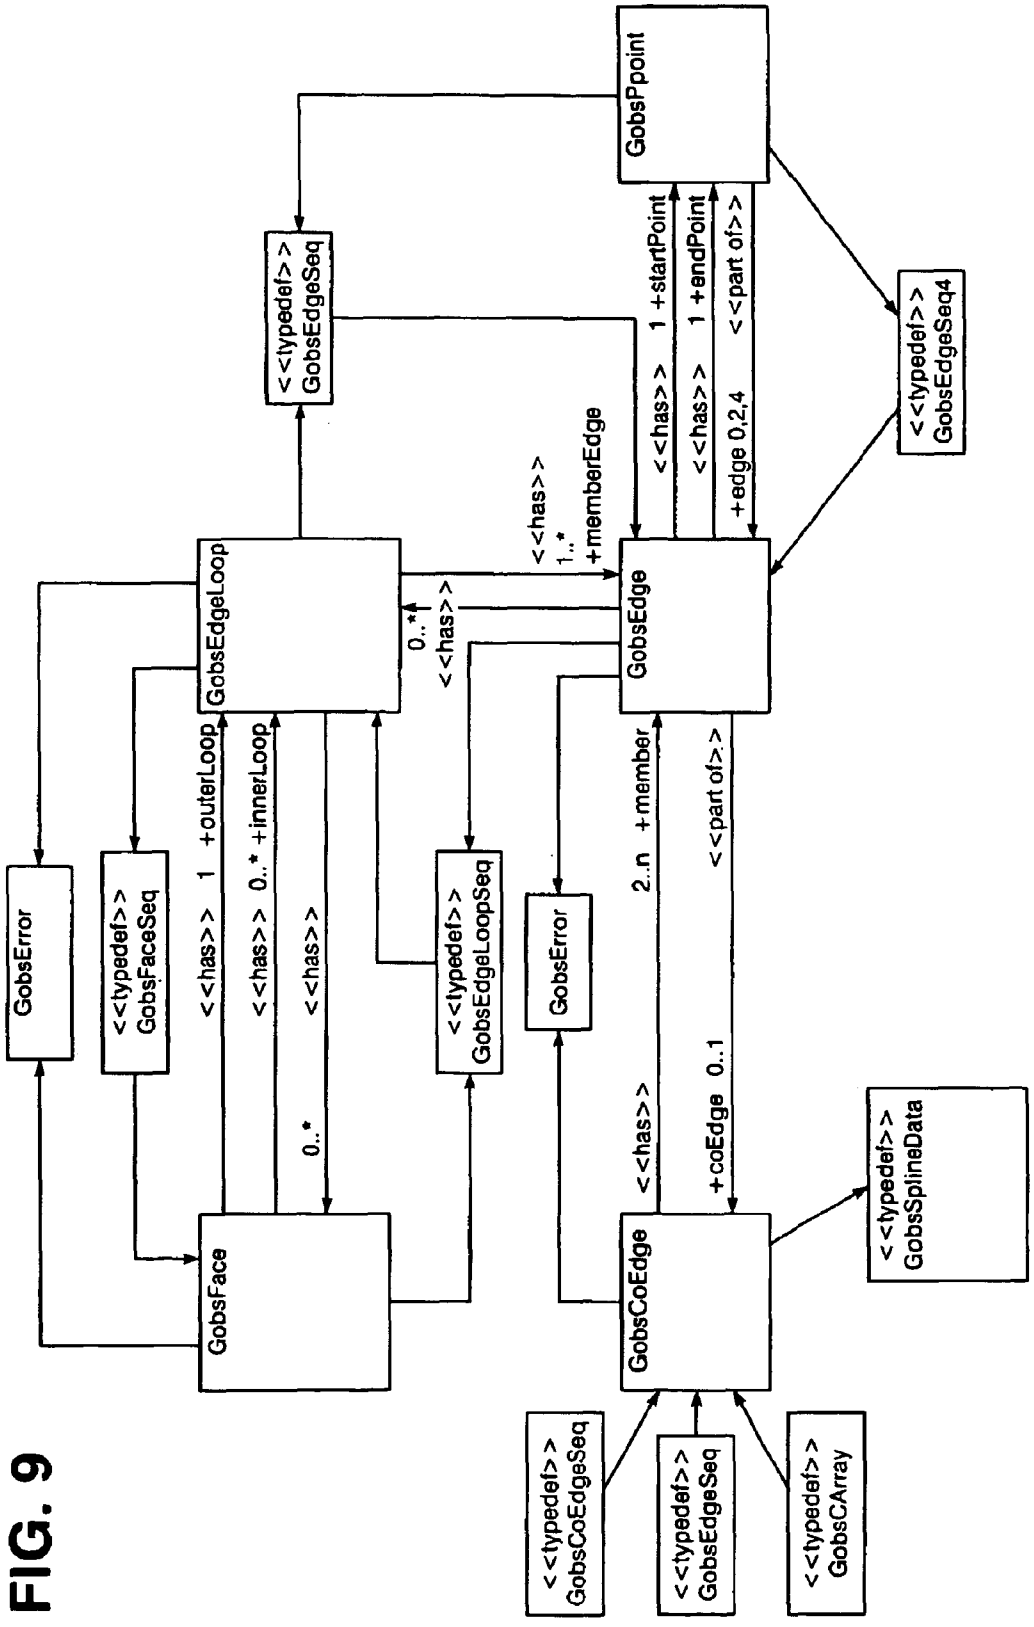 FIG. 9
GobsError
<<typedef>>
GobsFaceSeq
GobsFace
<<has>> 1 +outerLoop
<<has>> 0..* +innerLoop
0..* <<has>>
GobsEdgeLoop
<<typedef>>
GobsEdgeSeq
<<typedef>>
GobsEdgeLoopSeq
0..*
<<has>>
<<has>>
1..*
+memberEdge
GobsError
<<typedef>>
GobsCoEdgeSeq
<<typedef>>
GobsEdgeSeq
<<typedef>>
GobsCArray
GobsCoEdge
<<has>> 2..n +member
+coEdge 0..1 <<part of>>
GobsEdge
<<has>> 1 +startPoint
<<has>> 1 +endPoint
+edge 0,2,4 <<part of>>
GobsPpoint
<<typedef>>
GobsSplineData
<<typedef>>
GobsEdgeSeq4